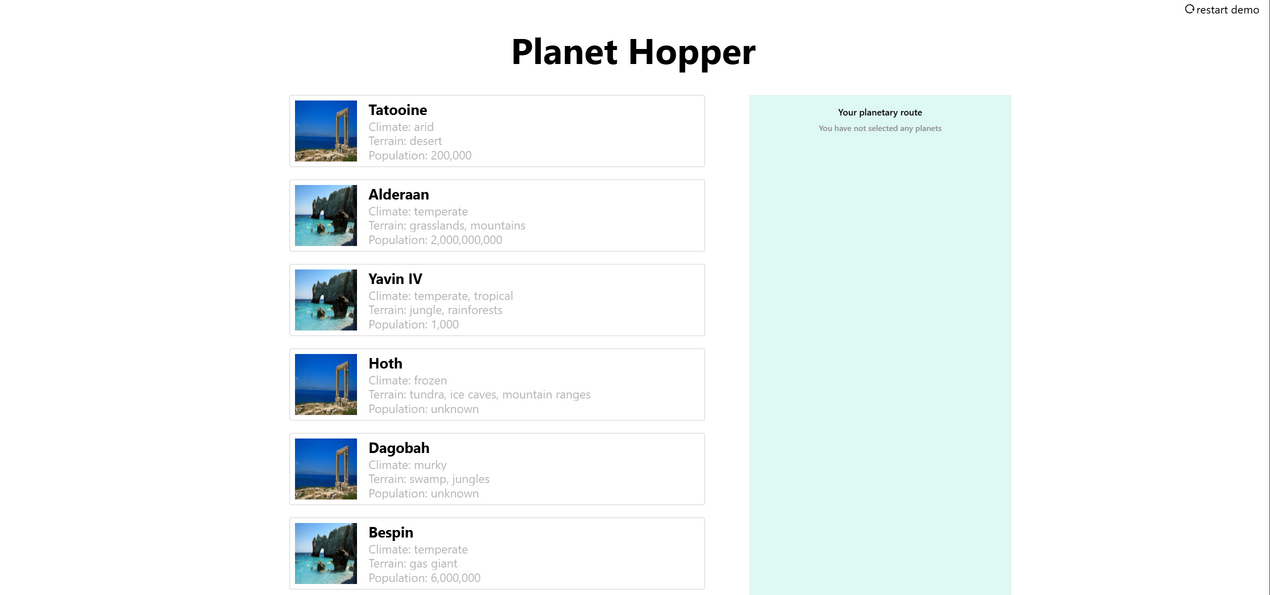 restart demo
Planet Hopper
Tatooine
Climate: arid
Terrain: desert
Population: 200,000
Alderaan
Climate: temperate
Terrain: grasslands, mountains
Population: 2,000,000,000
Yavin IV
Climate: temperate, tropical
Terrain: jungle, rainforests
Population: 1,000
Hoth
Climate: frozen
Terrain: tundra, ice caves, mountain ranges
Population: unknown
Dagobah
Climate: murky
Terrain: swamp, jungles
Population: unknown
Bespin
Climate: temperate
Terrain: gas giant
Population: 6,000,000
Your planetary route
You have not selected any planets